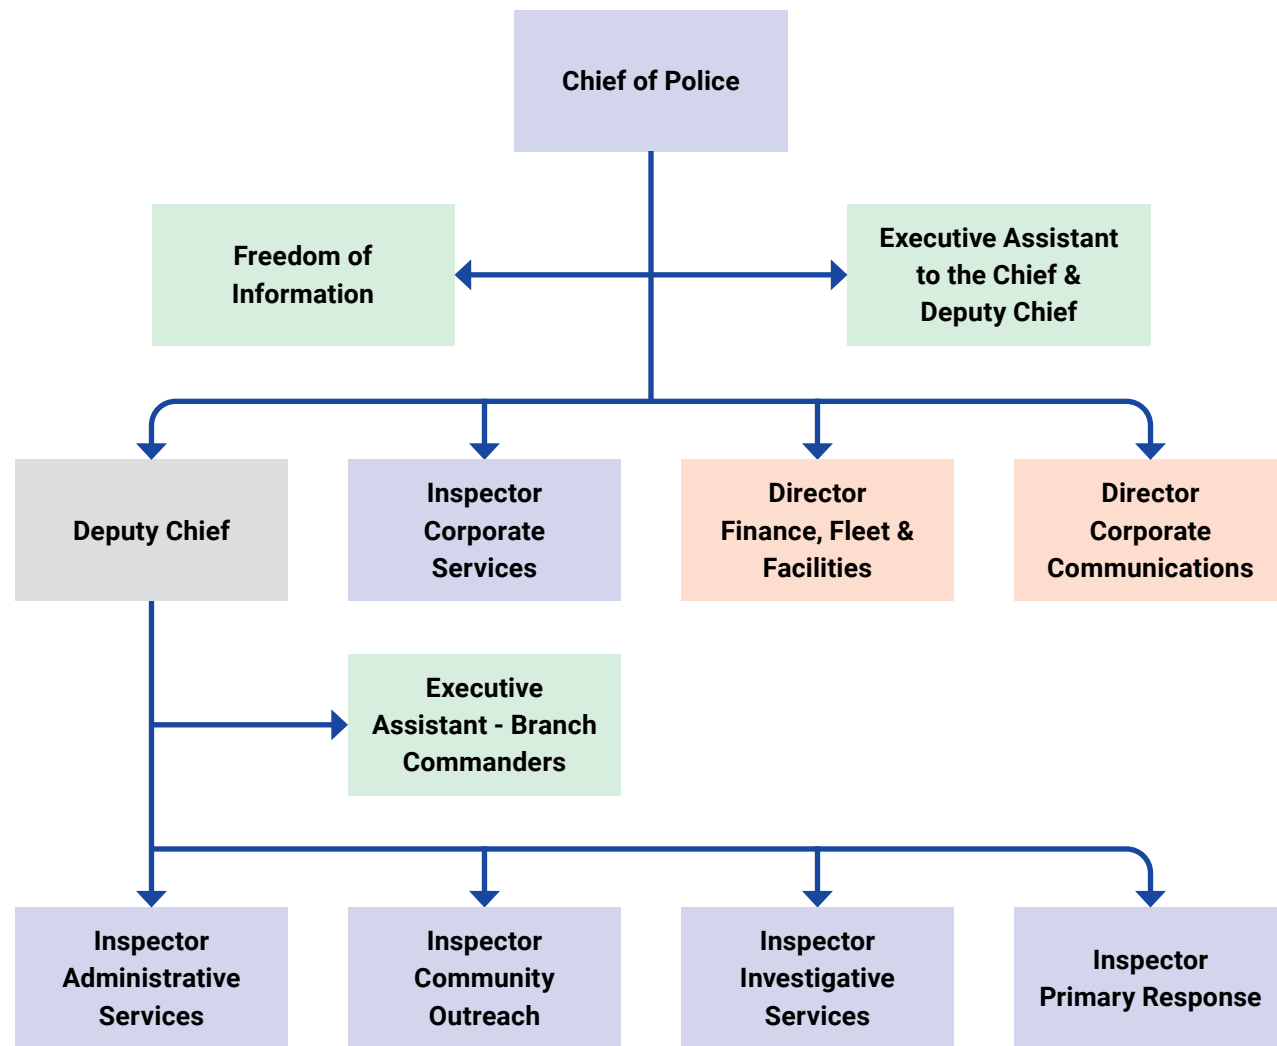 Chief of Police
Freedom of
Information
Executive Assistant
to the Chief &
Deputy Chief
Deputy Chief
Inspector
Corporate
Services
Director
Finance, Fleet &
Facilities
Director
Corporate
Communications
Executive
Assistant - Branch
Commanders
Inspector
Administrative
Services
Inspector
Community
Outreach
Inspector
Investigative
Services
Inspector
Primary Response